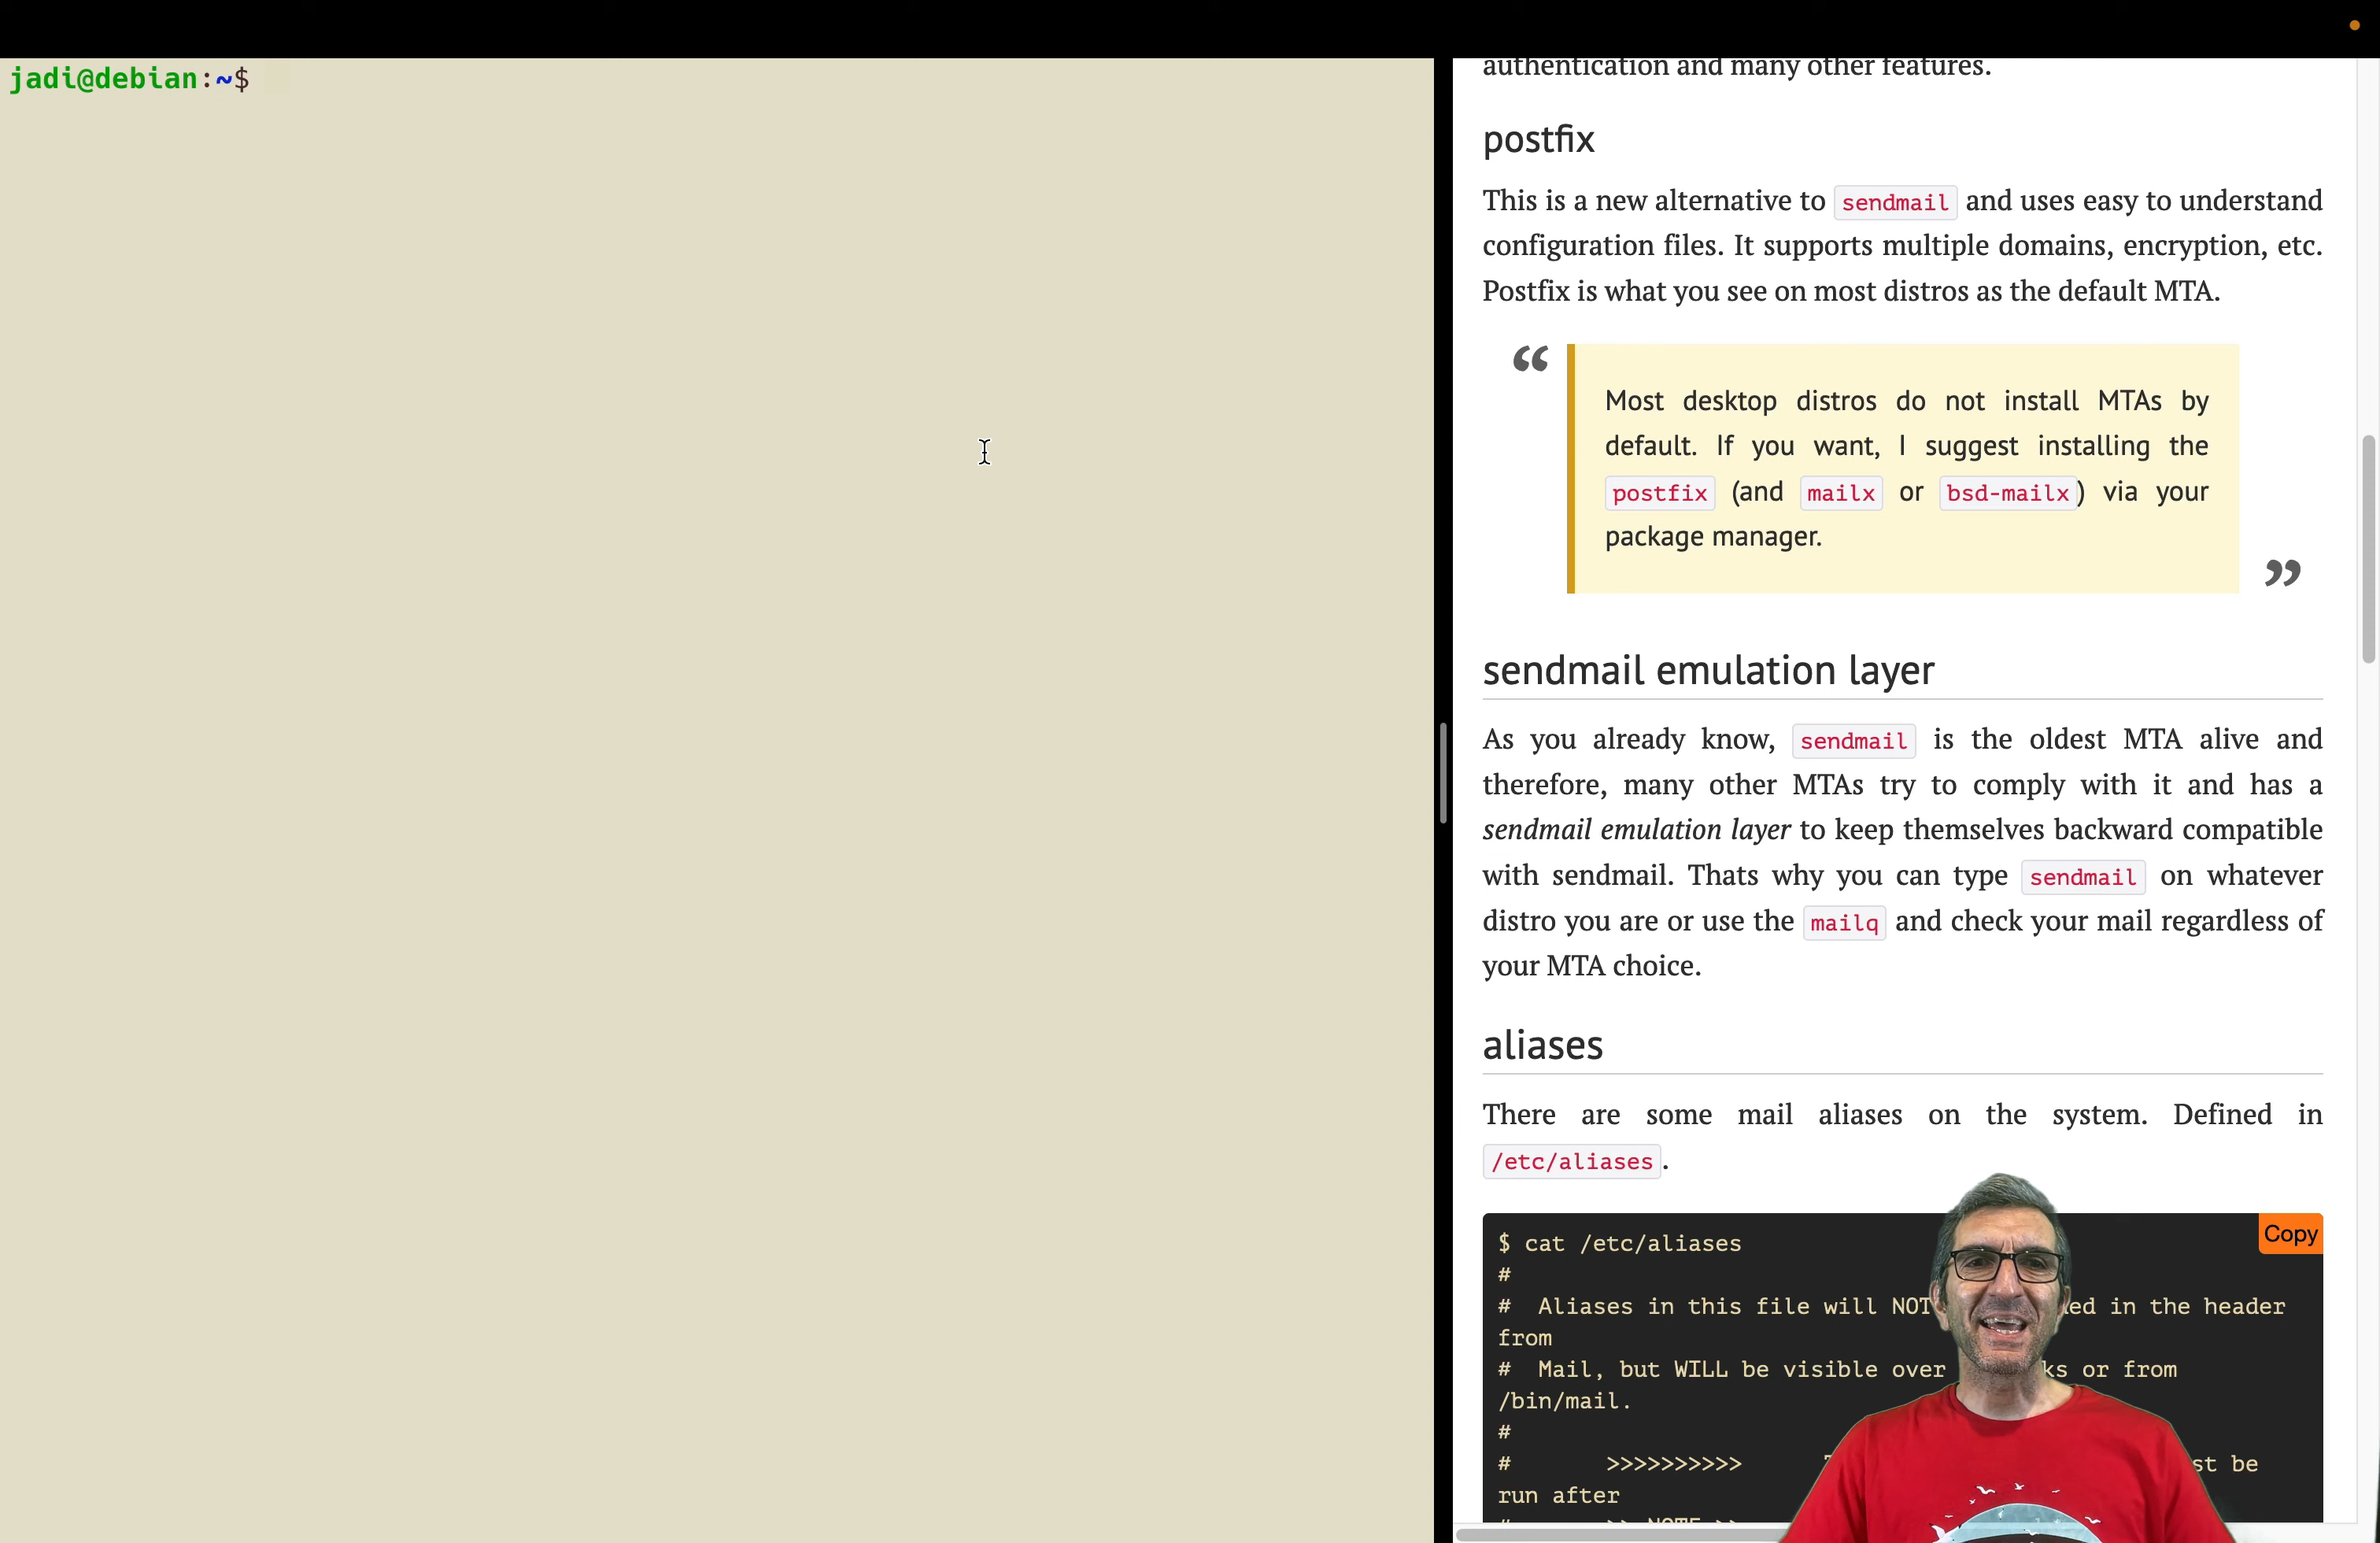 jadi@debian:~$
authentication and many other features.
postfix
This is a new alternative to sendmail and uses easy to understand
configuration files. It supports multiple domains, encryption, etc.
Postfix is what you see on most distros as the default MTA.
“
Most desktop distros do not install MTAs by
default. If you want, I suggest installing the
postfix (and mailx or bsd-mailx) via your
package manager.
”
sendmail emulation layer
As you already know, sendmail is the oldest MTA alive and
therefore, many other MTAs try to comply with it and has a
sendmail emulation layer to keep themselves backward compatible
with sendmail. Thats why you can type sendmail on whatever
distro you are or use the mailq and check your mail regardless of
your MTA choice.
aliases
There are some mail aliases on the system. Defined in
/etc/aliases.
Copy
$ cat /etc/aliases
#
# Aliases in this file will NOT in the header
from
# Mail, but WILL be visible over or from
/bin/mail.
#
# >>>>>>>>>> be
run after
# >> NOTE >>